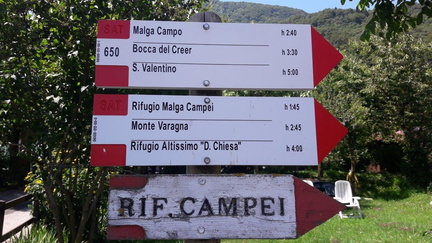 SAT
Malga Campo h 2:40
650 Bocca del Creer h 3:30
S. Valentino h 5:00
SAT
Rifugio Malga Campei h 1:45
Monte Varagna h 2:45
Rifugio Altissimo "D. Chiesa" h 4:00
RIF. CAMPEI